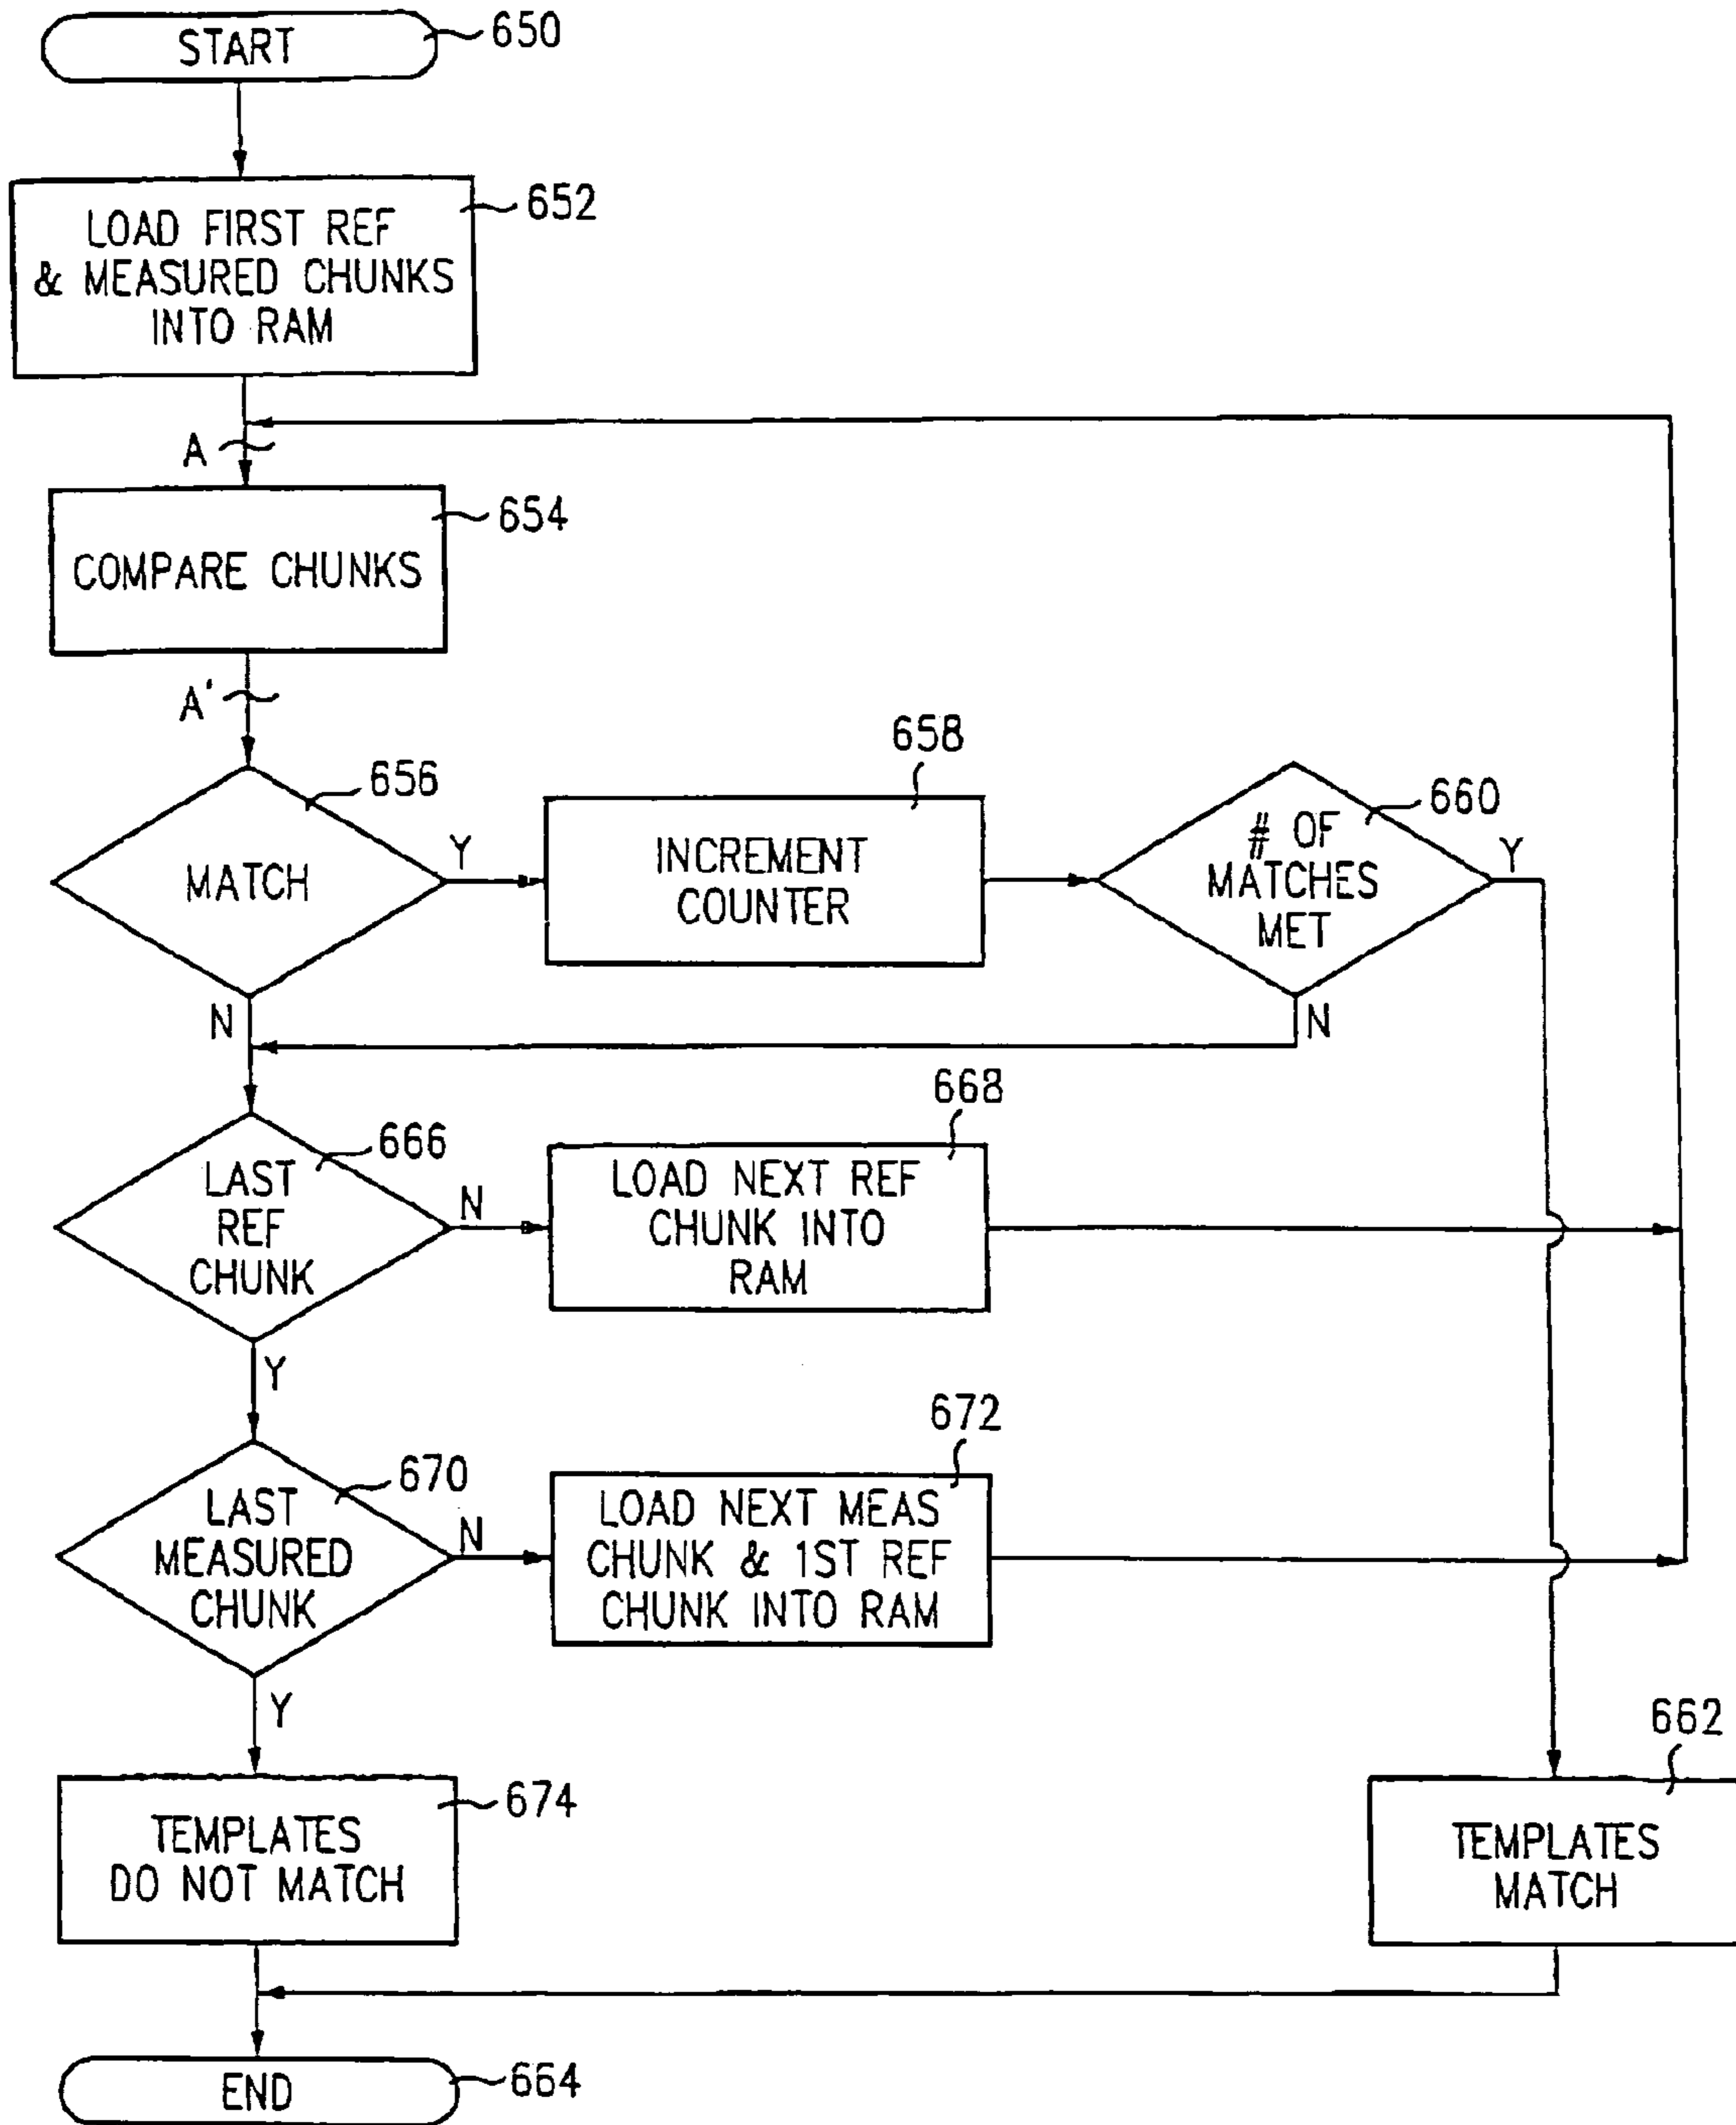 START
650
LOAD FIRST REF
& MEASURED CHUNKS
INTO RAM
652
A
COMPARE CHUNKS
654
A'
MATCH
656
Y
N
INCREMENT
COUNTER
658
# OF
MATCHES
MET
660
Y
N
LAST
REF
CHUNK
666
N
Y
LOAD NEXT REF
CHUNK INTO
RAM
668
LAST
MEASURED
CHUNK
670
N
Y
LOAD NEXT MEAS
CHUNK & 1ST REF
CHUNK INTO RAM
672
TEMPLATES
DO NOT MATCH
674
TEMPLATES
MATCH
662
END
664